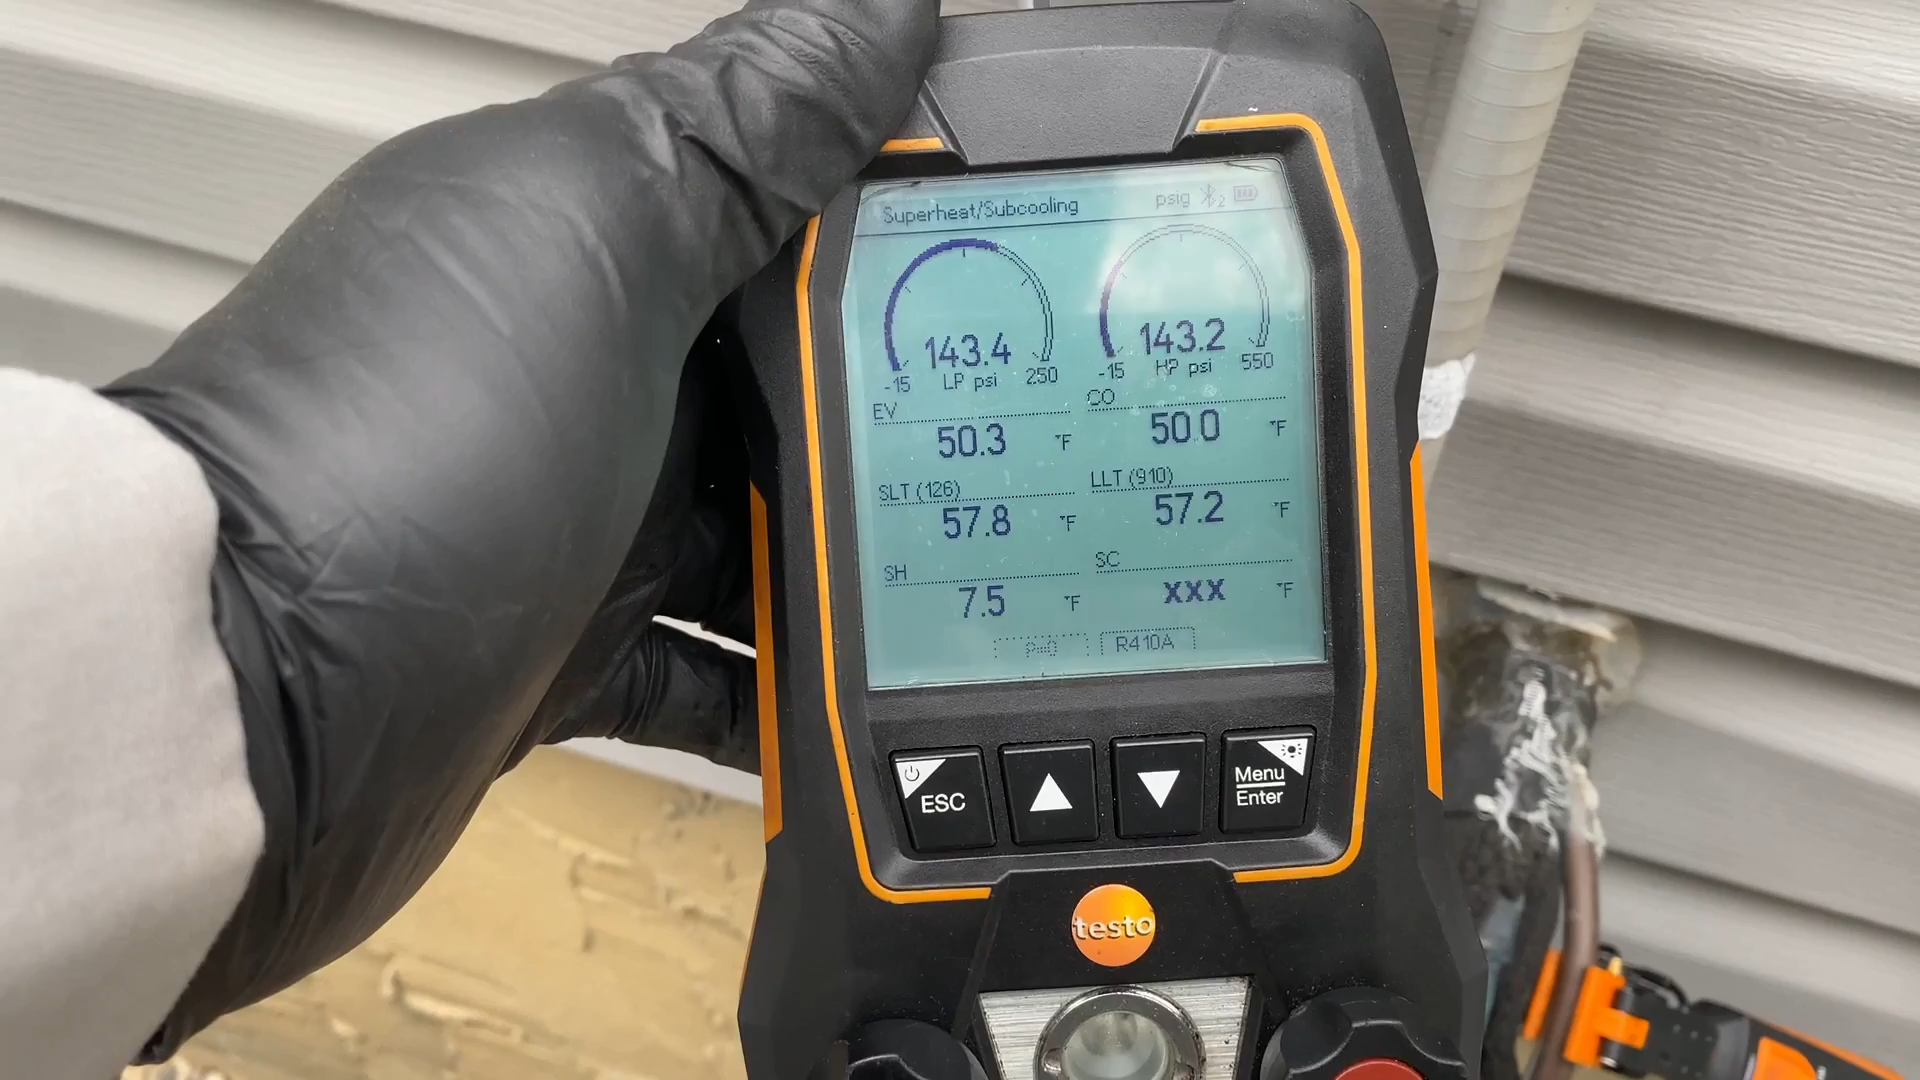 Superheat/Subcooling psig 2
143.4 143.2
-15 LP psi 250 -15 HP psi 550
EV CO
50.3 °F 50.0 °F
SLT (126) LLT (910)
57.8 °F 57.2 °F
SH SC
7.5 °F xxx °F
P=0 R410A
ESC Menu
Enter
testo